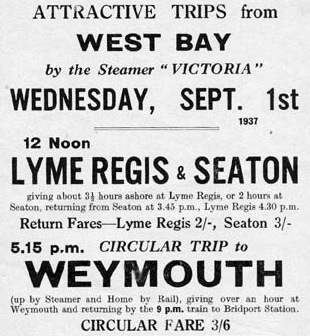 ATTRACTIVE TRIPS from
WEST BAY
by the Steamer "VICTORIA"
WEDNESDAY, SEPT. 1st
1937
12 Noon
LYME REGIS & SEATON
giving about 3½ hours ashore at Lyme Regis, or 2 hours at
Seaton, returning from Seaton at 3.45 p.m., Lyme Regis 4.30 p.m.
Return Fares—Lyme Regis 2/-, Seaton 3/-
5.15 p.m. CIRCULAR TRIP to
WEYMOUTH
(up by Steamer and Home by Rail), giving over an hour at
Weymouth and returning by the 9 p.m. train to Bridport Station.
CIRCULAR FARE 3/6